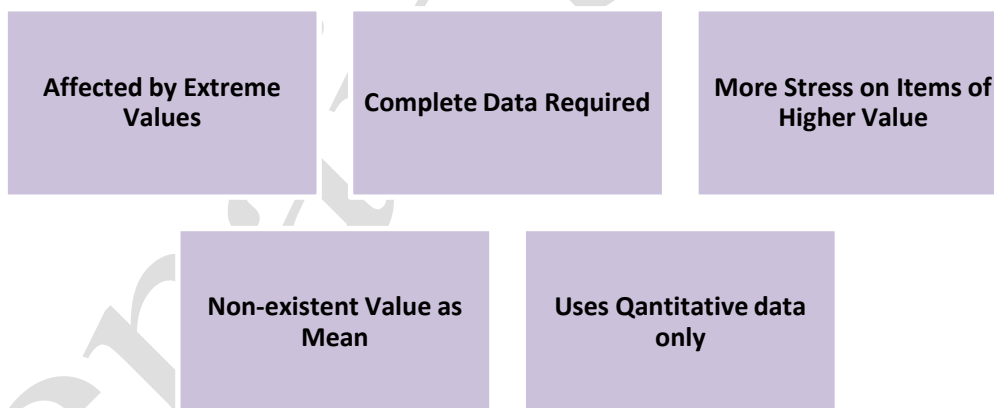 Affected by Extreme
Values
Complete Data Required
More Stress on Items of
Higher Value
Non-existent Value as
Mean
Uses Qantitative data
only